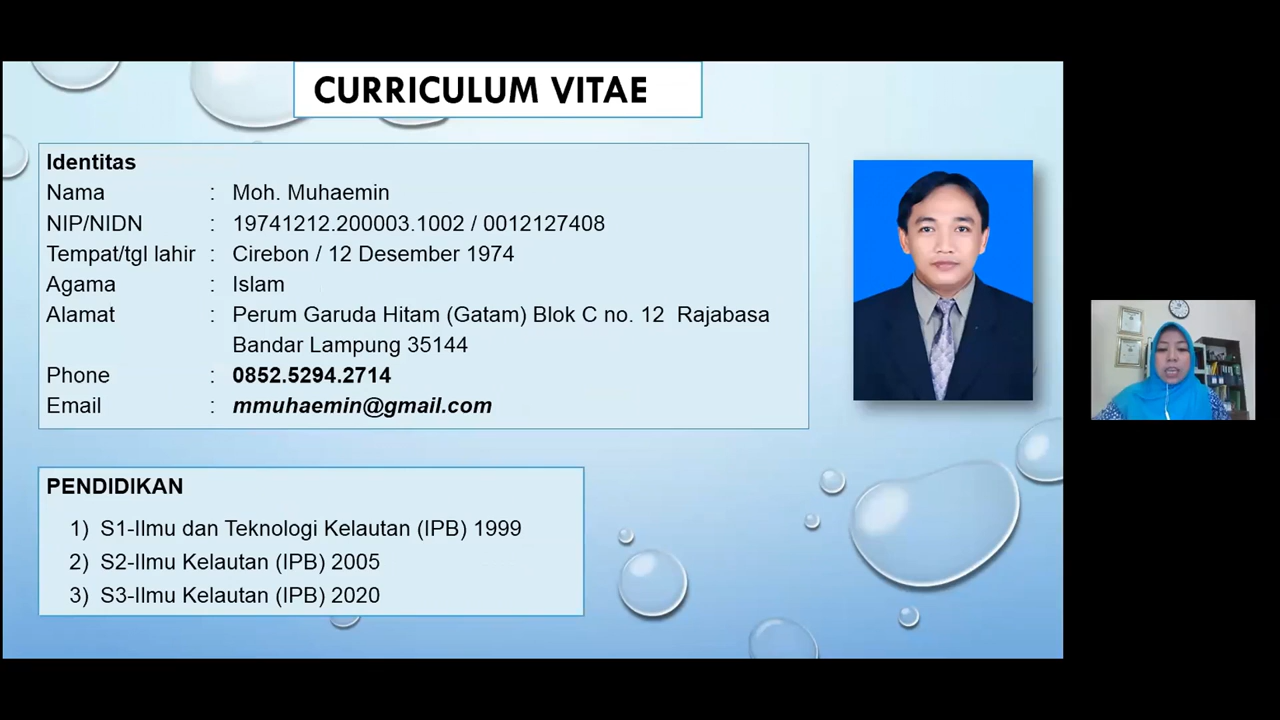 CURRICULUM VITAE
Identitas
Nama : Moh. Muhaemin
NIP/NIDN : 19741212.200003.1002 / 0012127408
Tempat/tgl lahir : Cirebon / 12 Desember 1974
Agama : Islam
Alamat : Perum Garuda Hitam (Gatam) Blok C no. 12 Rajabasa
Bandar Lampung 35144
Phone : 0852.5294.2714
Email : mmuhaemin@gmail.com
PENDIDIKAN
1) S1-Ilmu dan Teknologi Kelautan (IPB) 1999
2) S2-Ilmu Kelautan (IPB) 2005
3) S3-Ilmu Kelautan (IPB) 2020